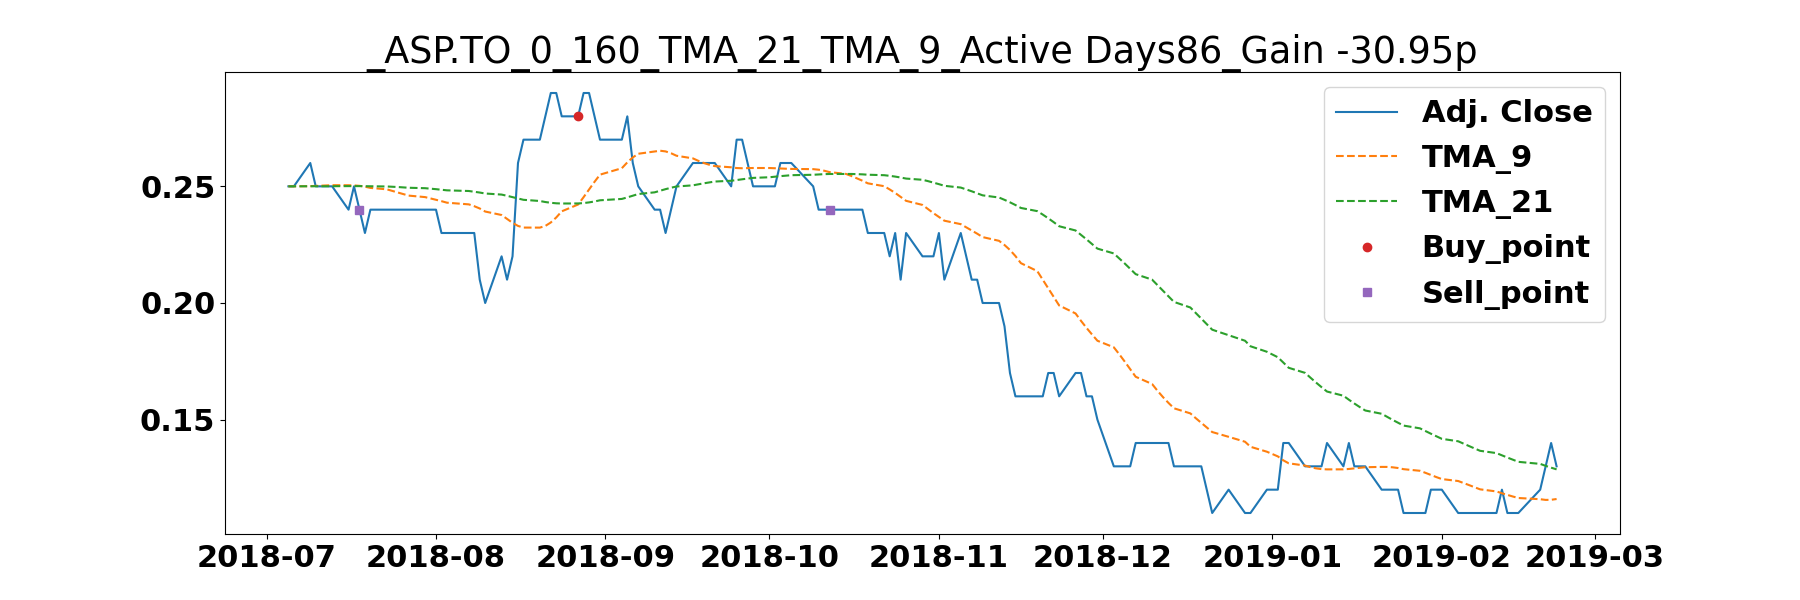 _ASP.TO_0_160_TMA_21_TMA_9_Active Days86_Gain -30.95p
Adj. Close
TMA_9
TMA_21
Buy_point
Sell_point
0.25
0.20
0.15
2018-07 2018-08 2018-09 2018-10 2018-11 2018-12 2019-01 2019-02 2019-03